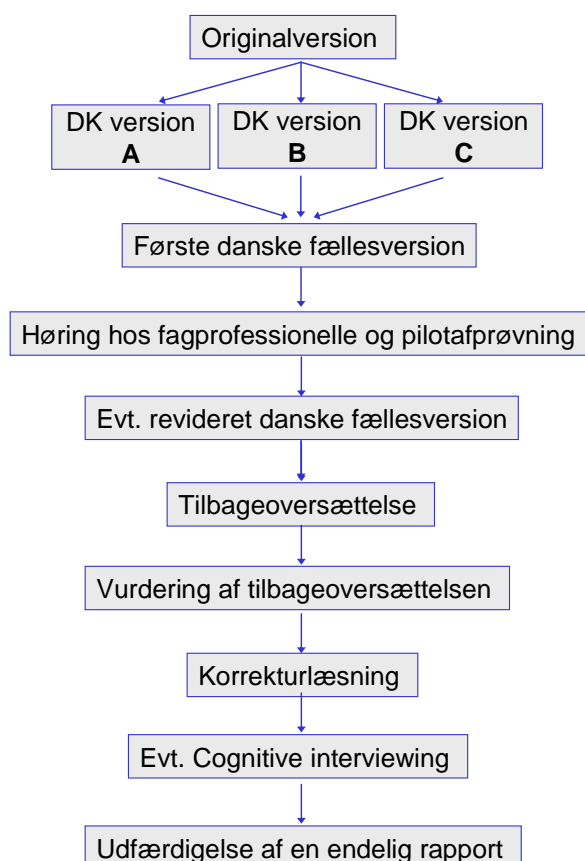 Originalversion
DK version
A
DK version
B
DK version
C
Første danske fællesversion
Høring hos fagprofessionelle og pilotafprøvning
Evt. revideret danske fællesversion
Tilbageoversættelse
Vurdering af tilbageoversættelsen
Korrekturlæsning
Evt. Cognitive interviewing
Udfærdigelse af en endelig rapport